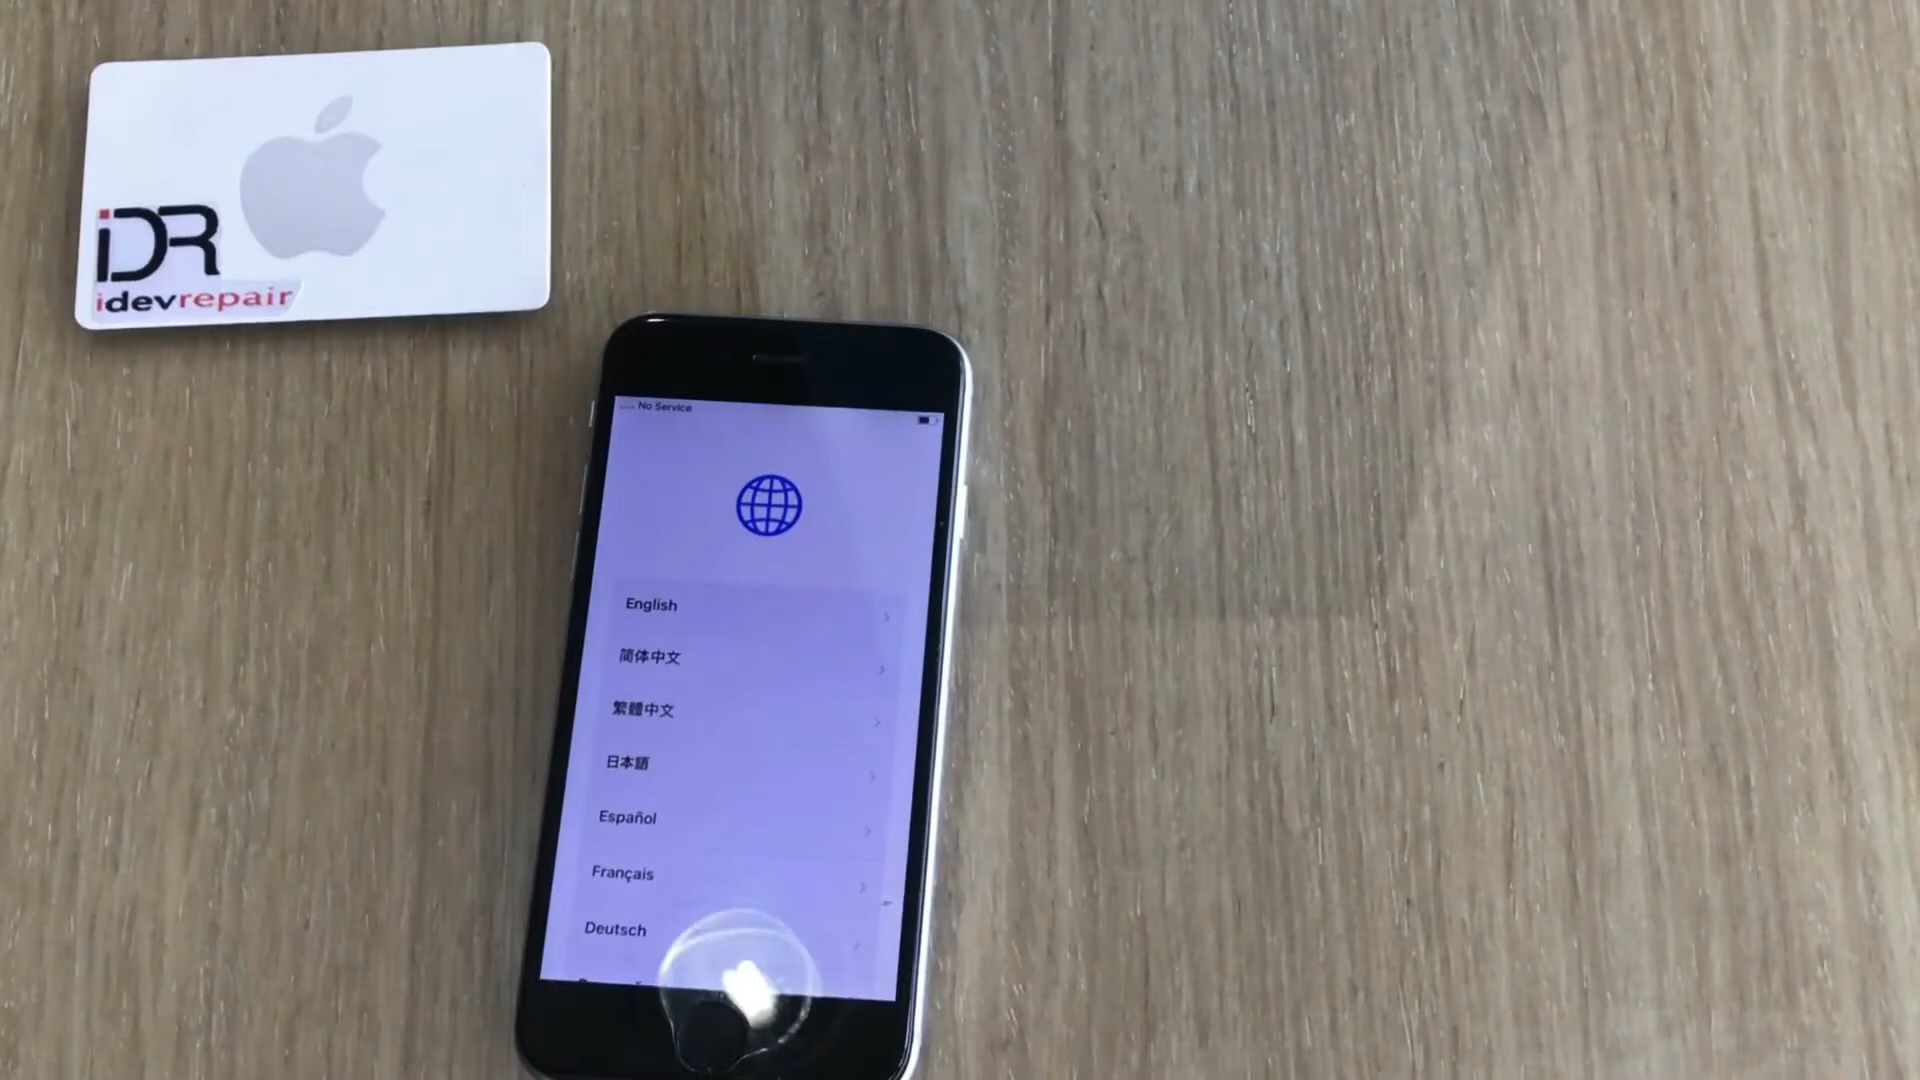 iDR
idevrepair
No Service
English
简体中文
繁體中文
日本語
Español
Français
Deutsch